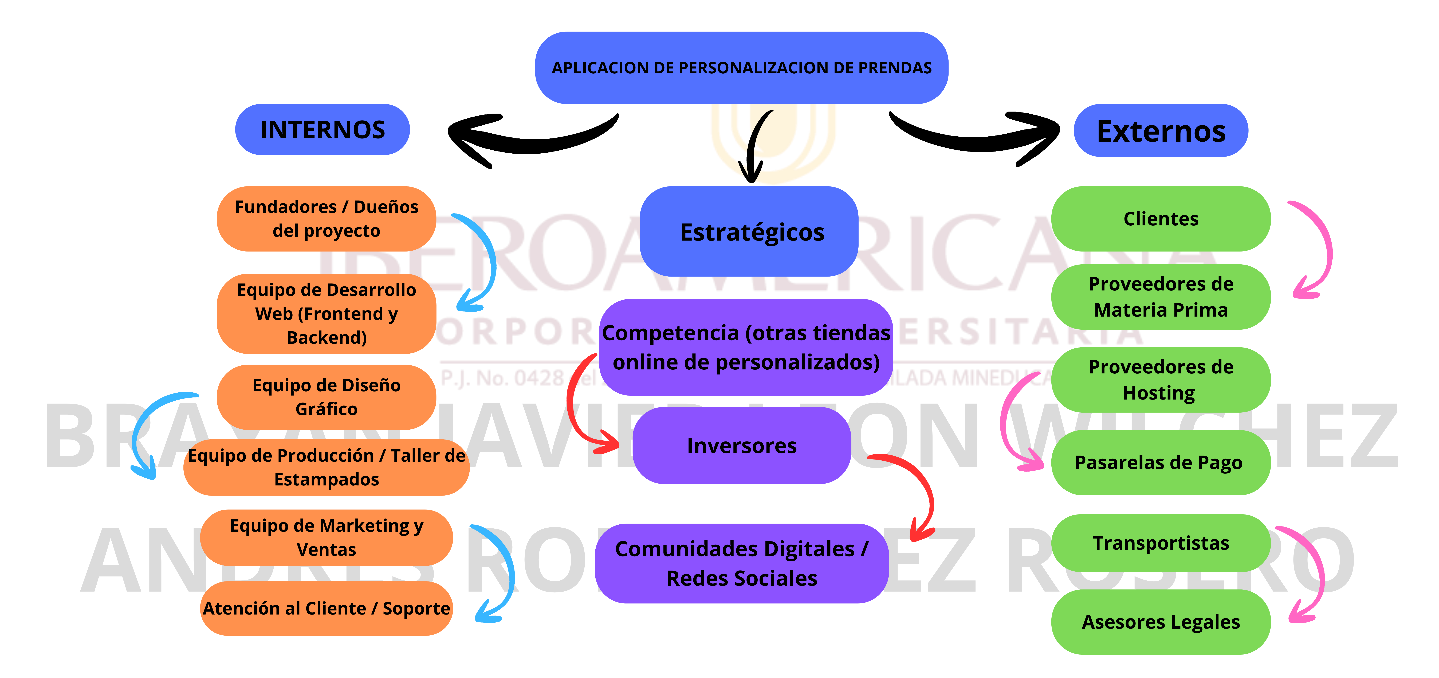 APLICACION DE PERSONALIZACION DE PRENDAS
INTERNOS
Fundadores / Dueños
del proyecto
Equipo de Desarrollo
Web (Frontend y
Backend)
Equipo de Diseño
Gráfico
Equipo de Producción / Taller de
Estampados
Equipo de Marketing y
Ventas
Atención al Cliente / Soporte
Estratégicos
Competencia (otras tiendas
online de personalizados)
Inversores
Comunidades Digitales /
Redes Sociales
Externos
Clientes
Proveedores de
Materia Prima
Proveedores de
Hosting
Pasarelas de Pago
Transportistas
Asesores Legales
IBEROAMERICANA
P.J. No. 0428
BRAYAN JAVIER LEON WILCHEZ
ANDRES ROSERO